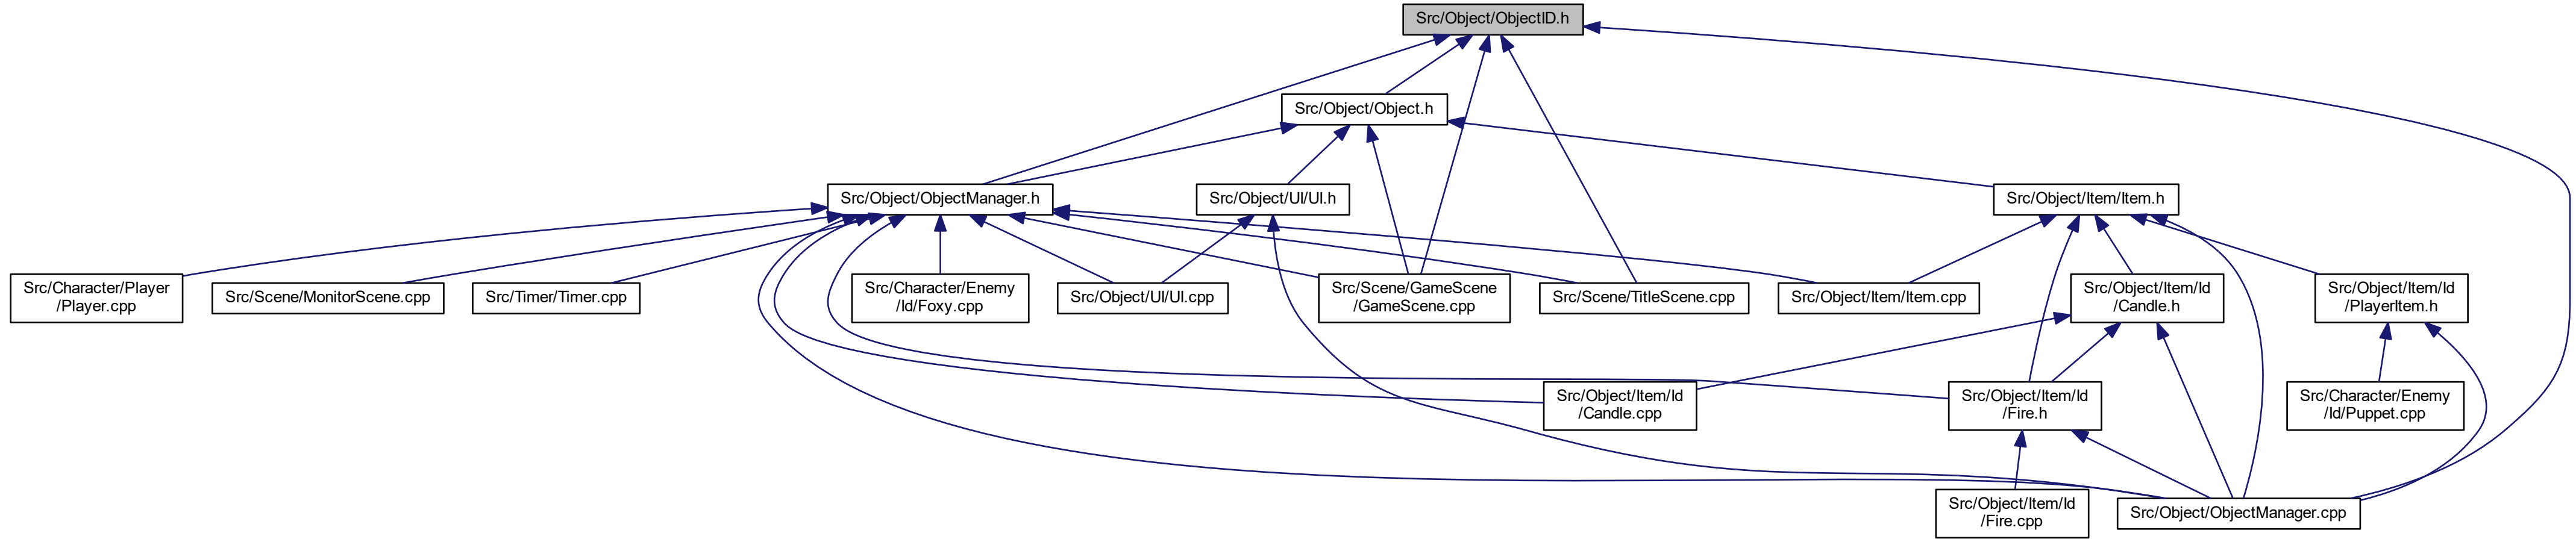 Src/Object/ObjectID.h
Src/Object/Object.h
Src/Object/ObjectManager.h
Src/Object/UI/UI.h
Src/Object/Item/Item.h
Src/Character/Player
/Player.cpp
Src/Scene/MonitorScene.cpp
Src/Timer/Timer.cpp
Src/Character/Enemy
/Id/Foxy.cpp
Src/Object/UI/UI.cpp
Src/Scene/GameScene
/GameScene.cpp
Src/Scene/TitleScene.cpp
Src/Object/Item/Item.cpp
Src/Object/Item/Id
/Candle.h
Src/Object/Item/Id
/PlayerItem.h
Src/Object/Item/Id
/Candle.cpp
Src/Object/Item/Id
/Fire.h
Src/Character/Enemy
/Id/Puppet.cpp
Src/Object/Item/Id
/Fire.cpp
Src/Object/ObjectManager.cpp